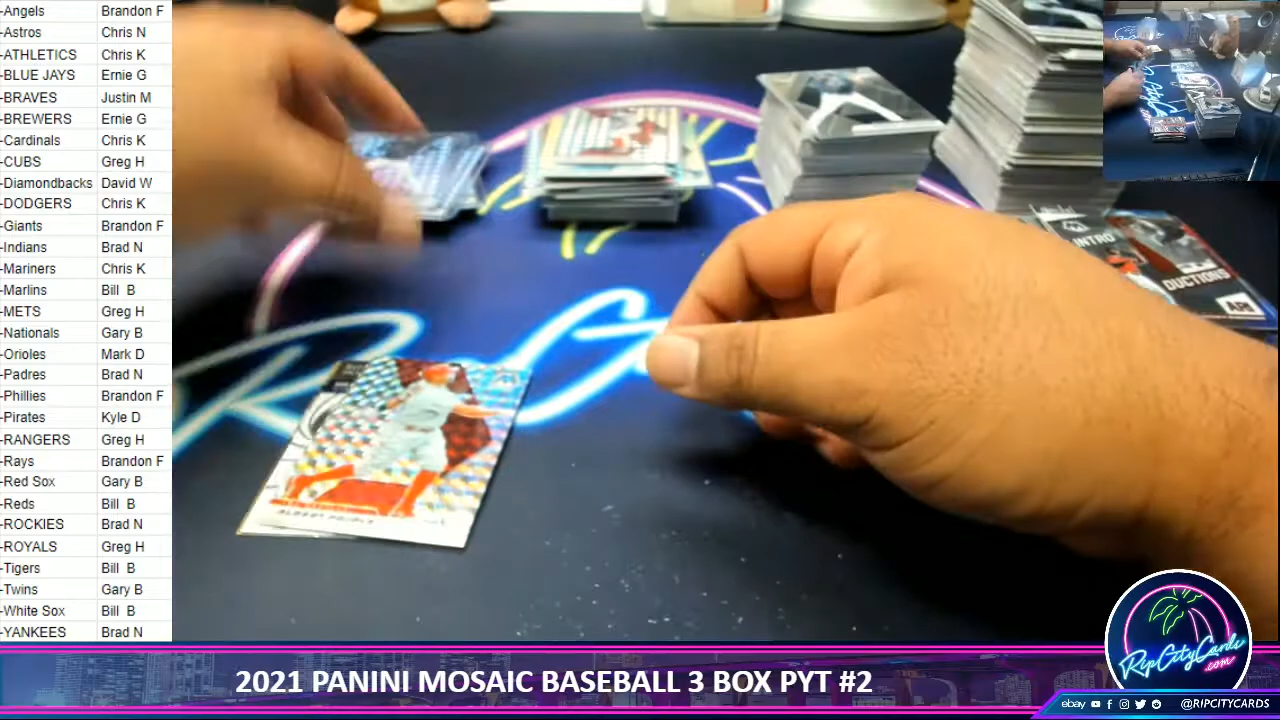 -Angels Brandon F
-Astros Chris N
-ATHLETICS Chris K
-BLUE JAYS Ernie G
-BRAVES Justin M
-BREWERS Ernie G
-Cardinals Chris K
-CUBS Greg H
-Diamondbacks David W
-DODGERS Chris K
-Giants Brandon F
-Indians Brad N
-Mariners Chris K
-Marlins Bill B
-METS Greg H
-Nationals Gary B
-Orioles Mark D
-Padres Brad N
-Phillies Brandon F
-Pirates Kyle D
-RANGERS Greg H
-Rays Brandon F
-Red Sox Gary B
-Reds Bill B
-ROCKIES Brad N
-ROYALS Greg H
-Tigers Bill B
-Twins Gary B
-White Sox Bill B
-YANKEES Brad N
INTRO
DUCTIONS
ALBERT PUJOLS
RipCityCards
.com
2021 PANINI MOSAIC BASEBALL 3 BOX PYT #2
ebay @RIPCITYCARDS